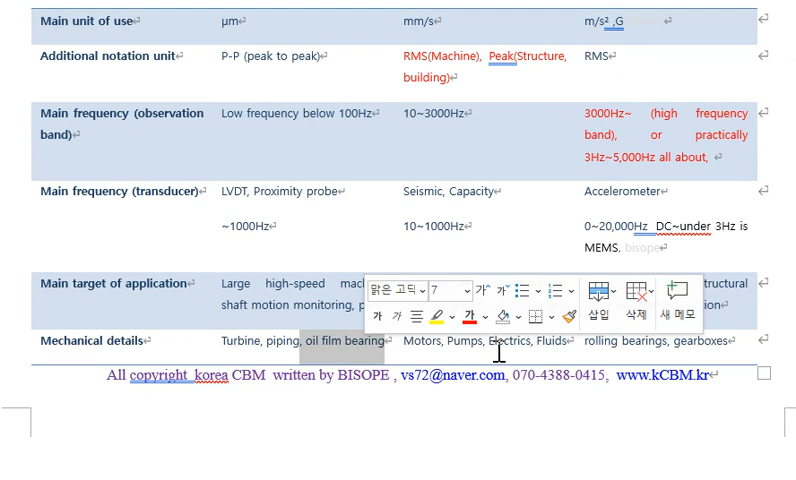 Main unit of use μm mm/s m/s² ,G
Additional notation unit P-P (peak to peak) RMS(Machine), Peak(Structure, RMS
building)
Main frequency (observation Low frequency below 100Hz 10~3000Hz 3000Hz~ (high frequency
band) band), or practically
3Hz~5,000Hz all about,
Main frequency (transducer) LVDT, Proximity probe Seismic, Capacity Accelerometer
~1000Hz 10~1000Hz 0~20,000Hz DC~under 3Hz is
MEMS. bisope
Main target of application Large high-speed
shaft motion monitoring,
맑은 고딕 7 가 가
가 가 가 삽입 삭제 새 메모
Mechanical details Turbine, piping, oil film bearing Motors, Pumps, Electrics, Fluids rolling bearings, gearboxes
All copyright korea CBM written by BISOPE , vs72@naver.com, 070-4388-0415, www.kCBM.kr